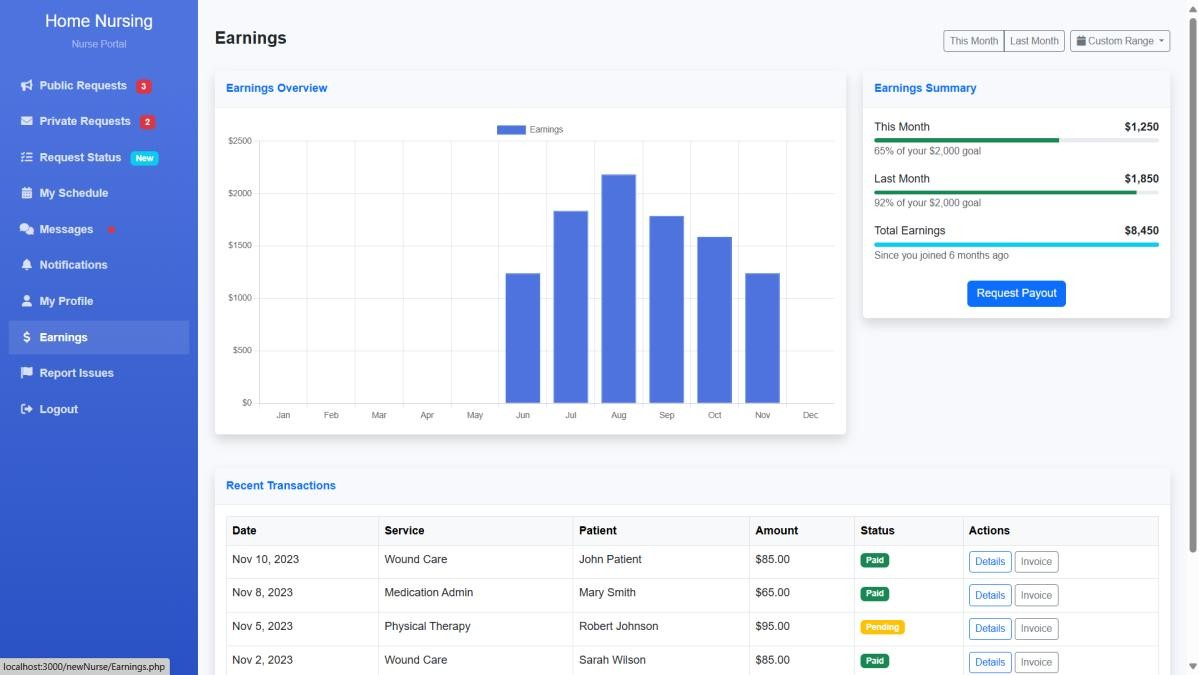 Home Nursing
Nurse Portal
Public Requests 3
Private Requests 2
Request Status New
My Schedule
Messages
Notifications
My Profile
Earnings
Report Issues
Logout
localhost:3000/newNurse/Earnings.php
Earnings
This Month Last Month Custom Range
Earnings Overview
Earnings
$2500
$2000
$1500
$1000
$500
$0
Jan Feb Mar Apr May Jun Jul Aug Sep Oct Nov Dec
Earnings Summary
This Month $1,250
65% of your $2,000 goal
Last Month $1,850
92% of your $2,000 goal
Total Earnings $8,450
Since you joined 6 months ago
Request Payout
Recent Transactions
Date Service Patient Amount Status Actions
Nov 10, 2023 Wound Care John Patient $85.00 Paid Details Invoice
Nov 8, 2023 Medication Admin Mary Smith $65.00 Paid Details Invoice
Nov 5, 2023 Physical Therapy Robert Johnson $95.00 Pending Details Invoice
Nov 2, 2023 Wound Care Sarah Wilson $85.00 Paid Details Invoice